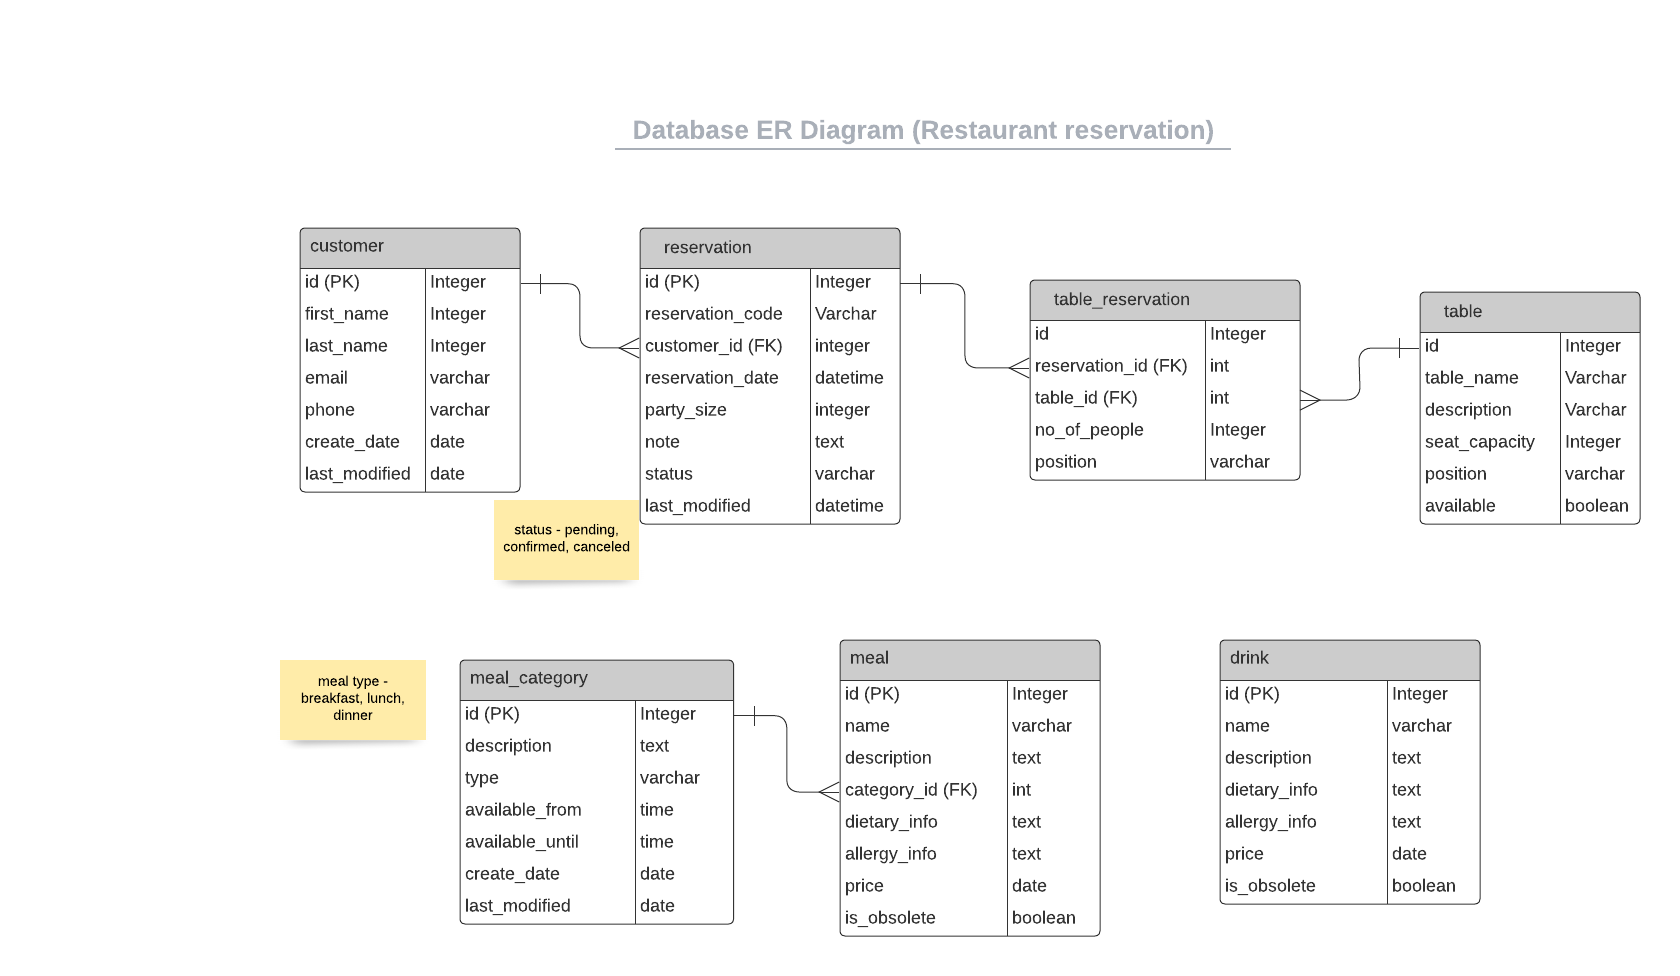 Database ER Diagram (Restaurant reservation)
customer
id (PK) Integer
first_name Integer
last_name Integer
email varchar
phone varchar
create_date date
last_modified date
reservation
id (PK) Integer
reservation_code Varchar
customer_id (FK) integer
reservation_date datetime
party_size integer
note text
status varchar
last_modified datetime
status - pending,
confirmed, canceled
table_reservation
id Integer
reservation_id (FK) int
table_id (FK) int
no_of_people Integer
position varchar
table
id Integer
table_name Varchar
description Varchar
seat_capacity Integer
position varchar
available boolean
meal type -
breakfast, lunch,
dinner
meal_category
id (PK) Integer
description text
type varchar
available_from time
available_until time
create_date date
last_modified date
meal
id (PK) Integer
name varchar
description text
category_id (FK) int
dietary_info text
allergy_info text
price date
is_obsolete boolean
drink
id (PK) Integer
name varchar
description text
dietary_info text
allergy_info text
price date
is_obsolete boolean